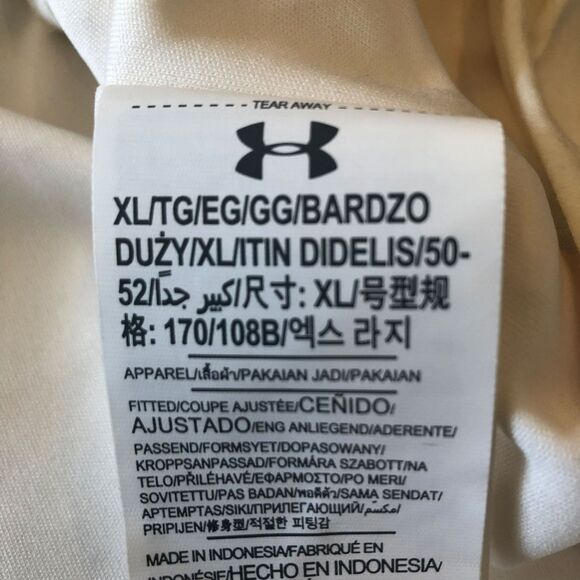 TEAR AWAY
XL/TG/EG/GG/BARDZO
DUŻY/XL/ITIN DIDELIS/50-
52/كبير جداً/尺寸: XL/号型规
格: 170/108B/엑스 라지
APPAREL/เสื้อผ้า/PAKAIAN JADI/PAKAIAN
FITTED/COUPE AJUSTÉE/CEÑIDO/
AJUSTADO/ENG ANLIEGEND/ADERENTE/
PASSEND/FORMSYET/DOPASOWANY/
KROPPSANPASSAD/FORMÁRA SZABOTT/NA
TELO/PŘILÉHAVÉ/ΕΦΑΡΜΟΣΤΟ/PO MERI/
SOVITETTU/PAS BADAN/พอดีตัว/SAMA SENDAT/
APTEMPTAS/SIKI/ПРИЛЕГАЮЩИЙ/
PRIPIJEN/修身型/적절한 피팅감
MADE IN INDONESIA/FABRIQUÉ EN
/HECHO EN INDONESIA/